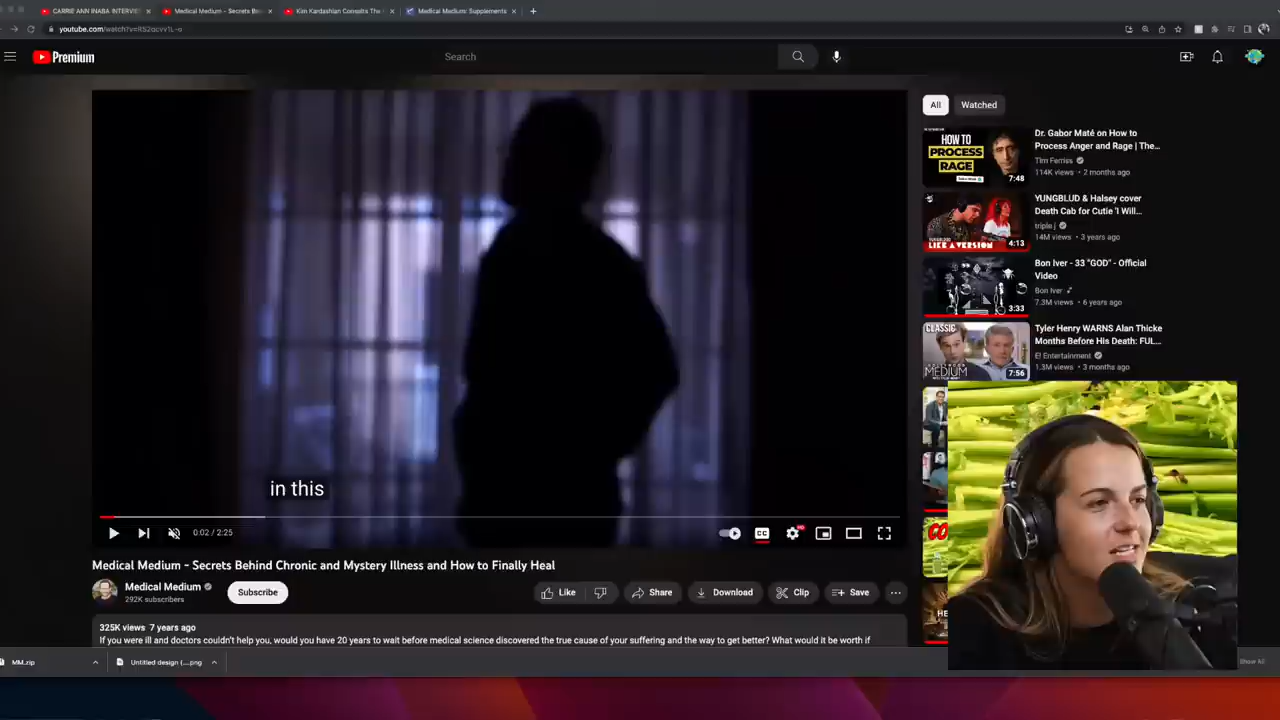 CARRIE ANN INABA INTERVIE
Medical Medium - Secrets Be
Kim Kardashian Consults The
Medical Medium: Supplements
Premium
Search
All
Watched
HOW TO
PROCESS
RAGE
7:48
Dr. Gabor Maté on How to
Process Anger and Rage | The...
Tim Ferriss
114K views • 2 months ago
YUNGBLUD
LIKE A VERSION
4:13
YUNGBLUD & Halsey cover
Death Cab for Cutie 'I Will...
triple j
14M views • 3 years ago
3:33
Bon Iver - 33 "GOD" - Official
Video
Bon Iver
7.3M views • 6 years ago
CLASSIC
MEDIUM
7:56
Tyler Henry WARNS Alan Thicke
Months Before His Death: FUL...
E! Entertainment
1.3M views • 3 months ago
in this
0:02 / 2:25
CC
HD
Medical Medium - Secrets Behind Chronic and Mystery Illness and How to Finally Heal
Medical Medium
292K subscribers
Subscribe
Like
Share
Download
Clip
Save
325K views 7 years ago
If you were ill and doctors couldn't help you, would you have 20 years to wait before medical science discovered the true cause of your suffering and the way to get better? What would it be worth if
MM.zip
Untitled design (....png
Show All